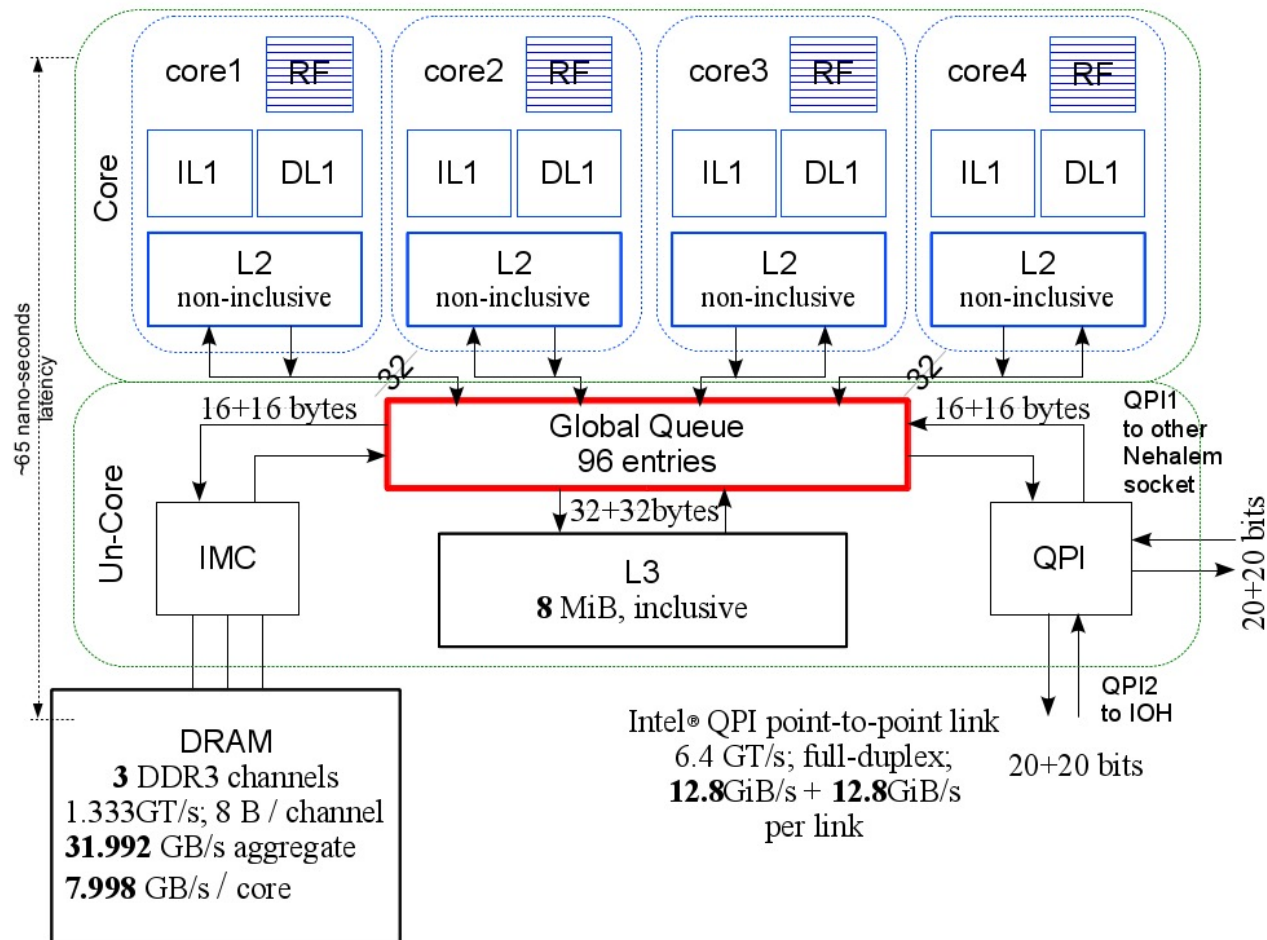 core1
RF
core2
RF
core3
RF
core4
RF
Core
IL1
DL1
IL1
DL1
IL1
DL1
IL1
DL1
L2
non-inclusive
L2
non-inclusive
L2
non-inclusive
L2
non-inclusive
~65 nano-seconds
latency
32
32
16+16 bytes
Global Queue
96 entries
16+16 bytes
QPI1
to other
Nehalem
socket
Un-Core
32+32bytes
IMC
L3
8 MiB, inclusive
QPI
20+20 bits
QPI2
to IOH
20+20 bits
DRAM
3 DDR3 channels
1.333GT/s; 8 B / channel
31.992 GB/s aggregate
7.998 GB/s / core
Intel® QPI point-to-point link
6.4 GT/s; full-duplex;
12.8GiB/s + 12.8GiB/s
per link